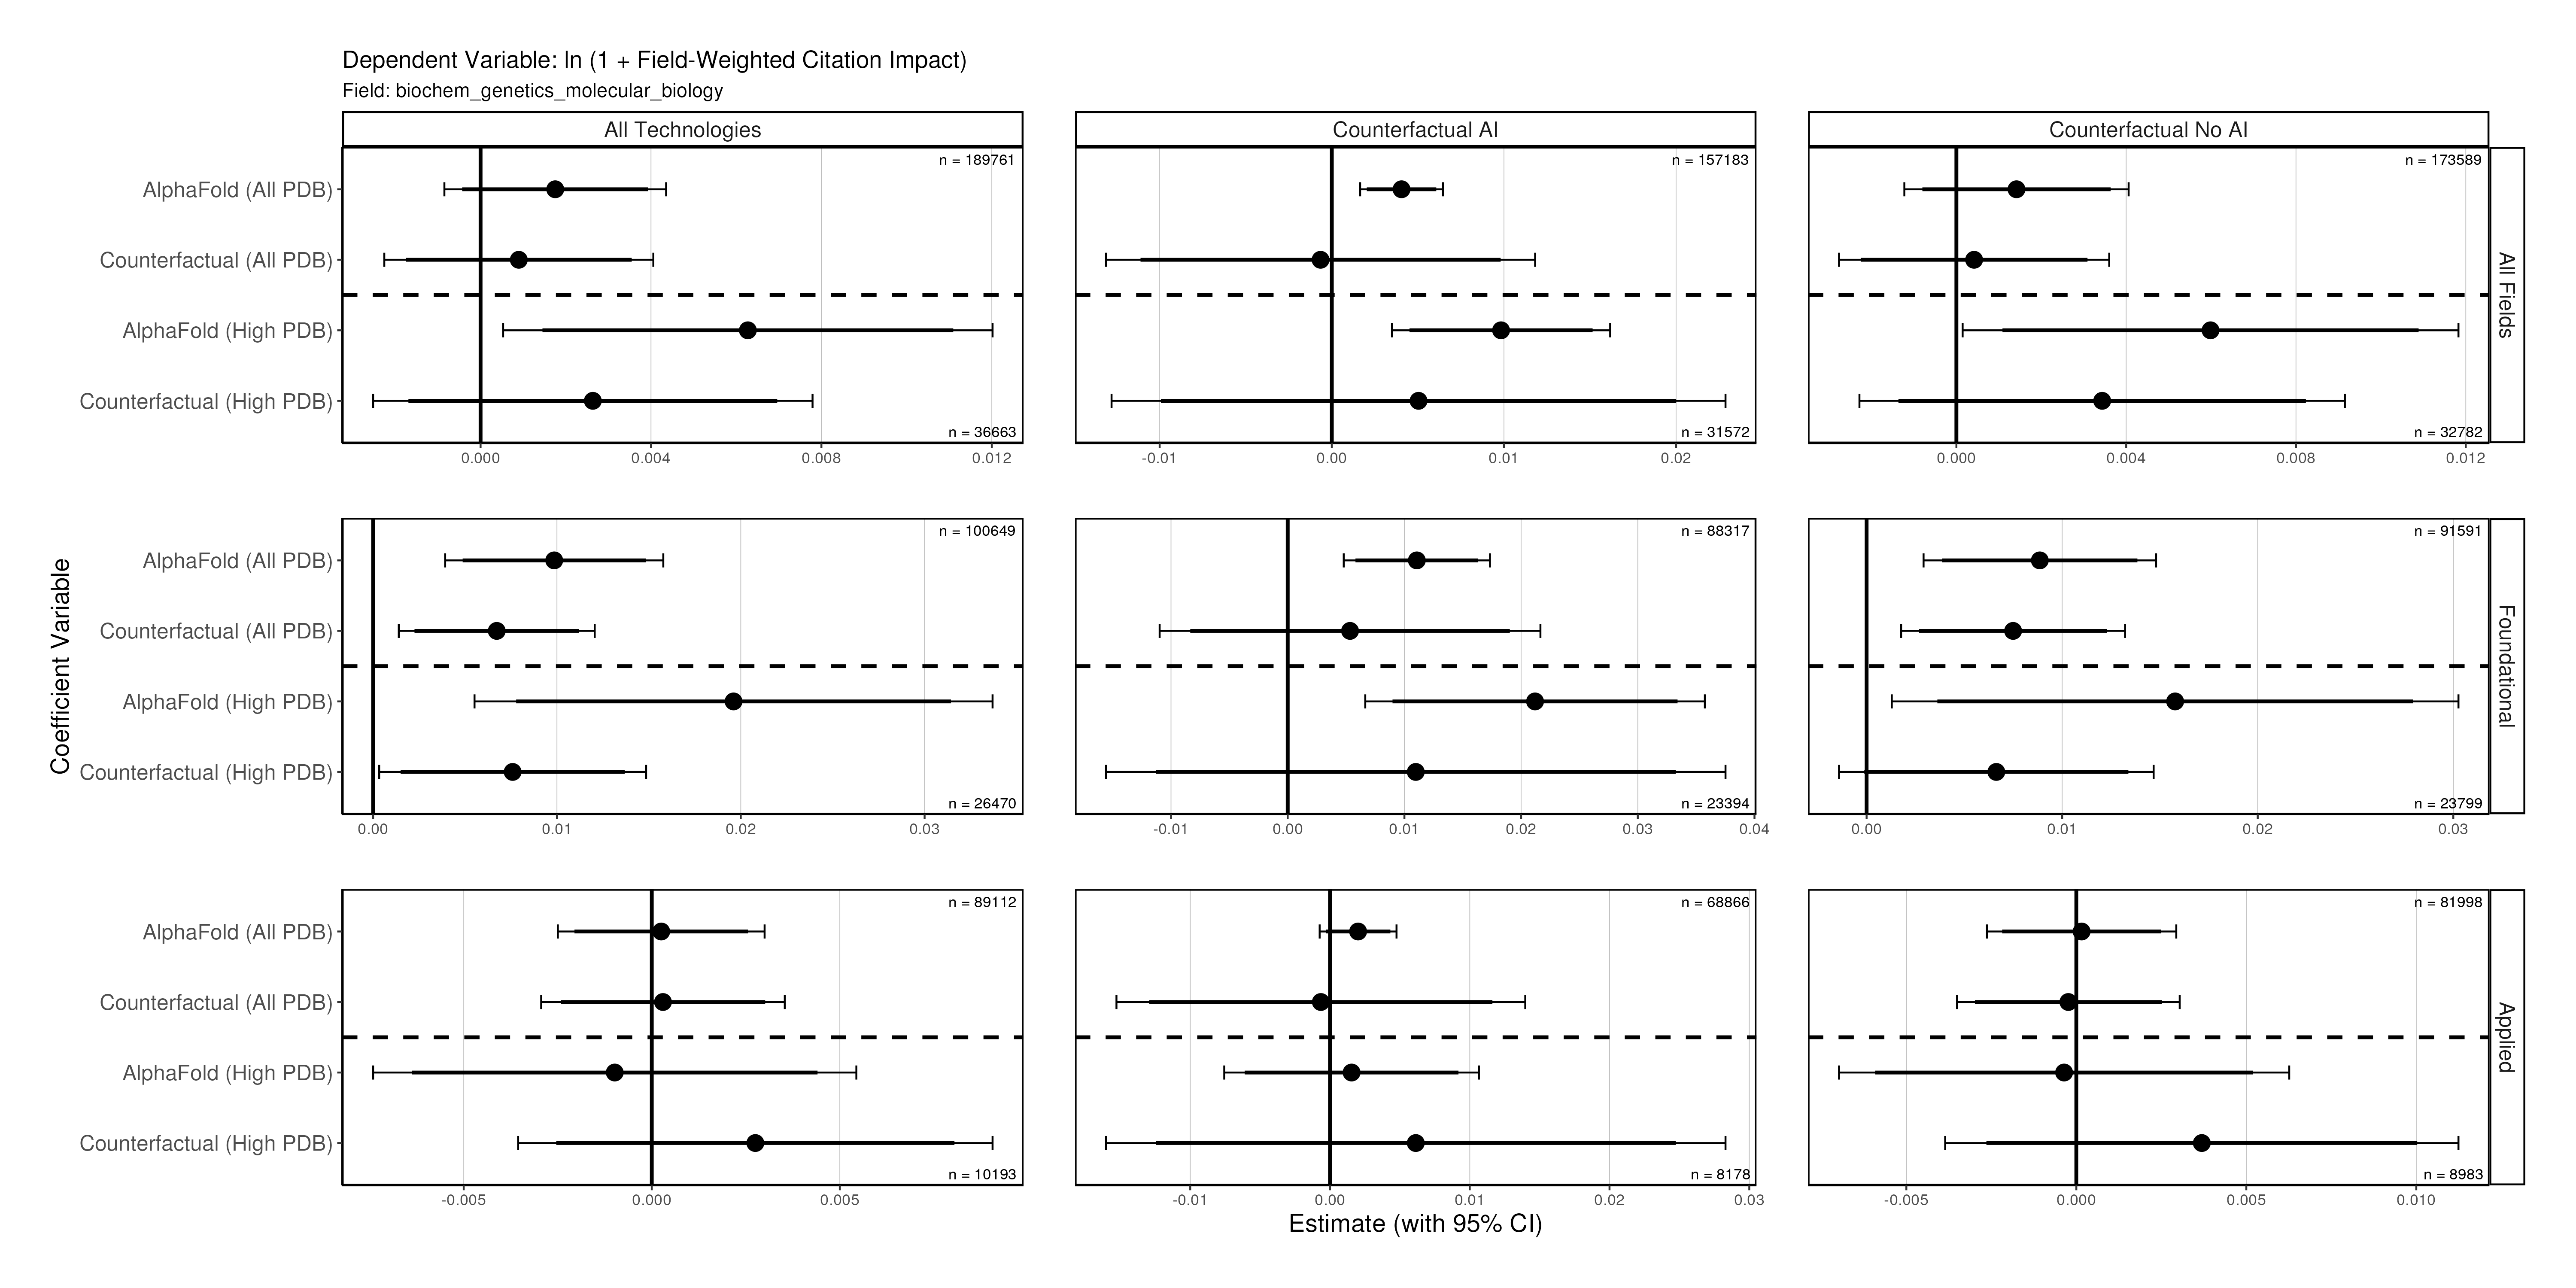 Dependent Variable: ln (1 + Field-Weighted Citation Impact)
Field: biochem_genetics_molecular_biology
All Technologies
Counterfactual AI
Counterfactual No AI
Coefficient Variable
AlphaFold (All PDB)
Counterfactual (All PDB)
AlphaFold (High PDB)
Counterfactual (High PDB)
n = 189761
n = 36663
0.000 0.004 0.008 0.012
n = 157183
n = 31572
-0.01 0.00 0.01 0.02
n = 173589
n = 32782
0.000 0.004 0.008 0.012
All Fields
AlphaFold (All PDB)
Counterfactual (All PDB)
AlphaFold (High PDB)
Counterfactual (High PDB)
n = 100649
n = 26470
0.00 0.01 0.02 0.03
n = 88317
n = 23394
-0.01 0.00 0.01 0.02 0.03 0.04
n = 91591
n = 23799
0.00 0.01 0.02 0.03
Foundational
AlphaFold (All PDB)
Counterfactual (All PDB)
AlphaFold (High PDB)
Counterfactual (High PDB)
n = 89112
n = 10193
-0.005 0.000 0.005
n = 68866
n = 8178
-0.01 0.00 0.01 0.02 0.03
n = 81998
n = 8983
-0.005 0.000 0.005 0.010
Applied
Estimate (with 95% CI)